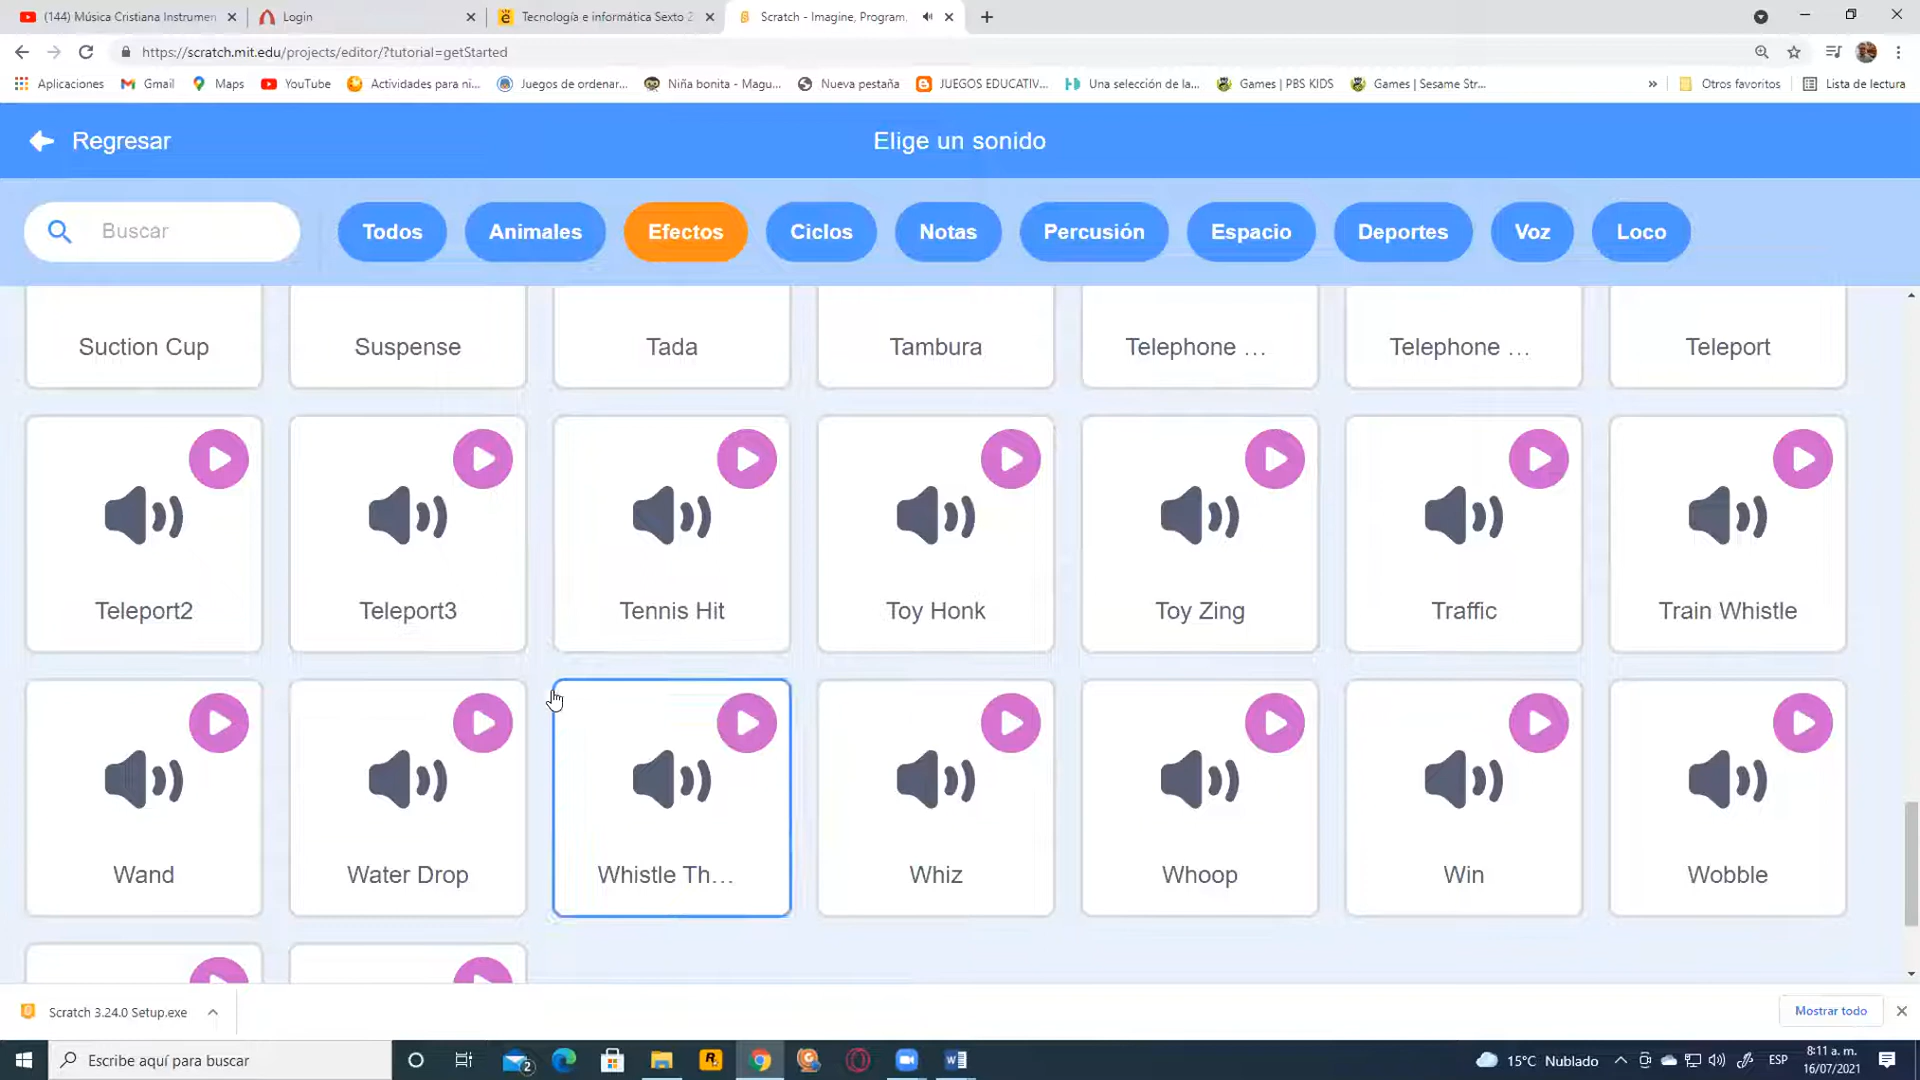 (144) Música Cristiana Instrumen
Login
Tecnología e informática Sexto 2
Scratch - Imagine, Program,
https://scratch.mit.edu/projects/editor/?tutorial=getStarted
Aplicaciones
Gmail
Maps
YouTube
Actividades para ni...
Juegos de ordenar...
Niña bonita - Magu...
Nueva pestaña
JUEGOS EDUCATIV...
Una selección de la...
Games | PBS KIDS
Games | Sesame Str...
»
Otros favoritos
Lista de lectura
Regresar
Elige un sonido
Buscar
Todos
Animales
Efectos
Ciclos
Notas
Percusión
Espacio
Deportes
Voz
Loco
Suction Cup
Suspense
Tada
Tambura
Telephone ...
Telephone ...
Teleport
Teleport2
Teleport3
Tennis Hit
Toy Honk
Toy Zing
Traffic
Train Whistle
Wand
Water Drop
Whistle Th...
Whiz
Whoop
Win
Wobble
Scratch 3.24.0 Setup.exe
Mostrar todo
Escribe aquí para buscar
2
15°C Nublado
ESP
8:11 a. m.
16/07/2021